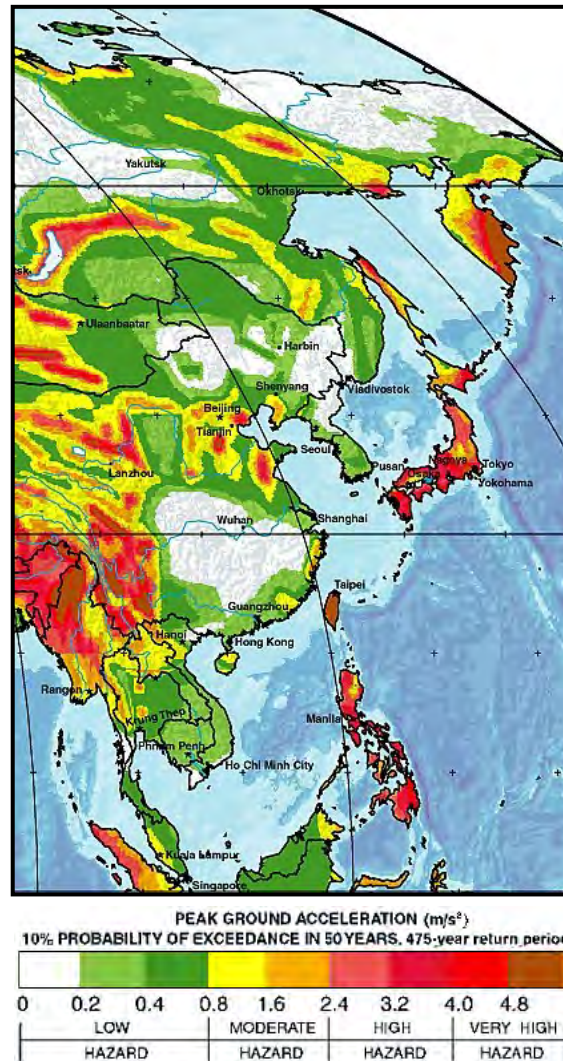 Yakutsk
Okhotsk
sk
Ulaanbaatar
Harbin
Shenyang
Vladivostok
Beijing
Tianjin
Seoul
Pusan
Nagoya
Osaka
Tokyo
Yokohama
Lanzhou
Wuhan
Shanghai
Taipei
Guangzhou
Hanoi
Hong Kong
Rangon
Krung Thep
Manila
Phnom Penh
Ho Chi Minh City
Kuala Lumpur
Singapore
PEAK GROUND ACCELERATION (m/s²)
10% PROBABILITY OF EXCEEDANCE IN 50 YEARS, 475-year return period
0 0.2 0.4 0.8 1.6 2.4 3.2 4.0 4.8
LOW MODERATE HIGH VERY HIGH
HAZARD HAZARD HAZARD HAZARD